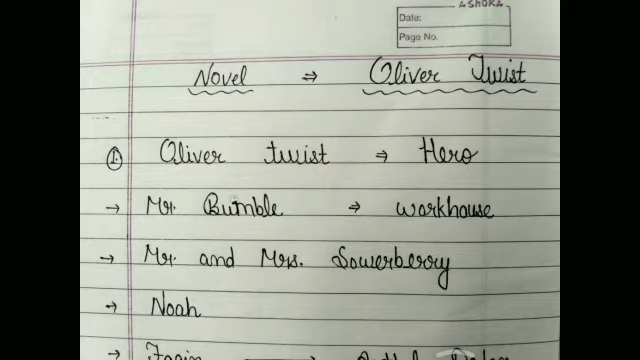 ASHOKA
Date:
Page No.
Novel ⇒ Oliver Twist
① Oliver twist ⇒ Hero
→ Mr. Bumble ⇒ workhouse
→ Mr. and Mrs. Sowerberry
→ Noah
→ Fagin